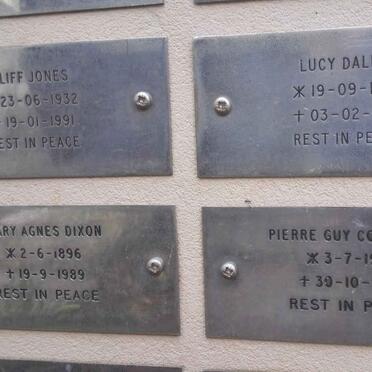 LIFF JONES
23-06-1932
+ 19-01-1991
REST IN PEACE
LUCY DAL
⚹ 19-09-1
+ 03-02-
REST IN PE
ARY AGNES DIXON
⚹ 2-6-1896
+ 19-9-1989
REST IN PEACE
PIERRE GUY CO
⚹ 3-7-19
+ 30-10-
REST IN P